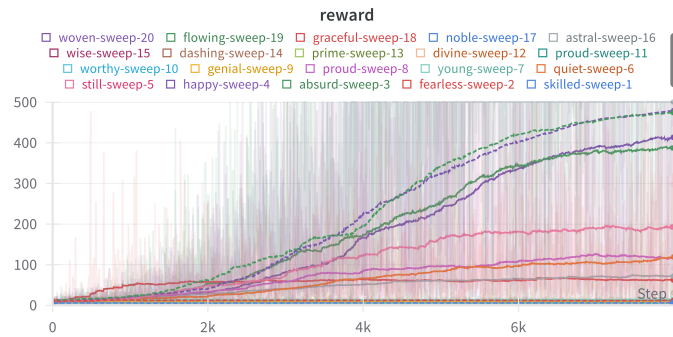 reward
woven-sweep-20 flowing-sweep-19 graceful-sweep-18 noble-sweep-17 astral-sweep-16
wise-sweep-15 dashing-sweep-14 prime-sweep-13 divine-sweep-12 proud-sweep-11
worthy-sweep-10 genial-sweep-9 proud-sweep-8 young-sweep-7 quiet-sweep-6
still-sweep-5 happy-sweep-4 absurd-sweep-3 fearless-sweep-2 skilled-sweep-1
500
400
300
200
100
0
Step
0 2k 4k 6k